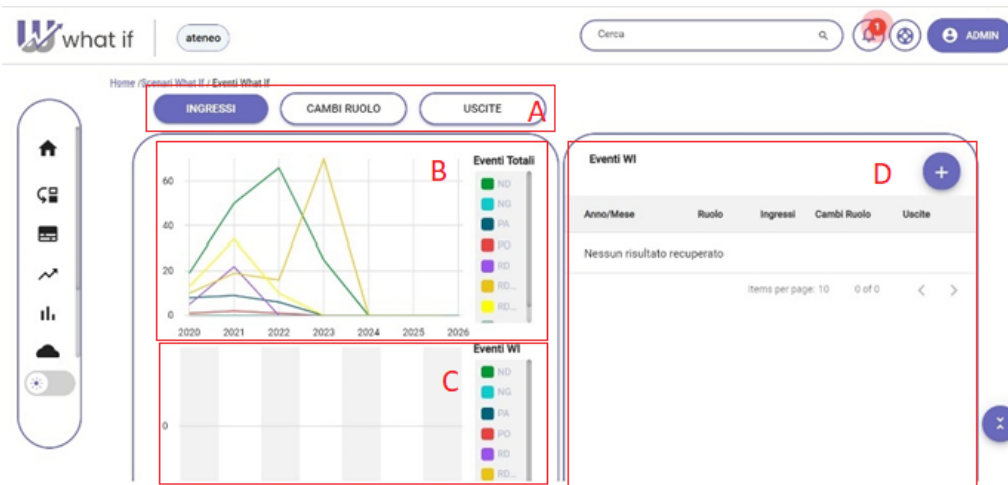 what if
ateneo
Cerca
1
ADMIN
Home /Scenari What If / Eventi What If
INGRESSI
CAMBI RUOLO
USCITE
A
B
Eventi Totali
60
40
20
0
2020 2021 2022 2023 2024 2025 2026
ND
NG
PA
PO
RD
RD...
RD...
C
Eventi WI
0
ND
NG
PA
PO
RD
RD...
Eventi WI
D
+
Anno/Mese Ruolo Ingressi Cambi Ruolo Uscite
Nessun risultato recuperato
Items per page: 10 0 of 0 < >